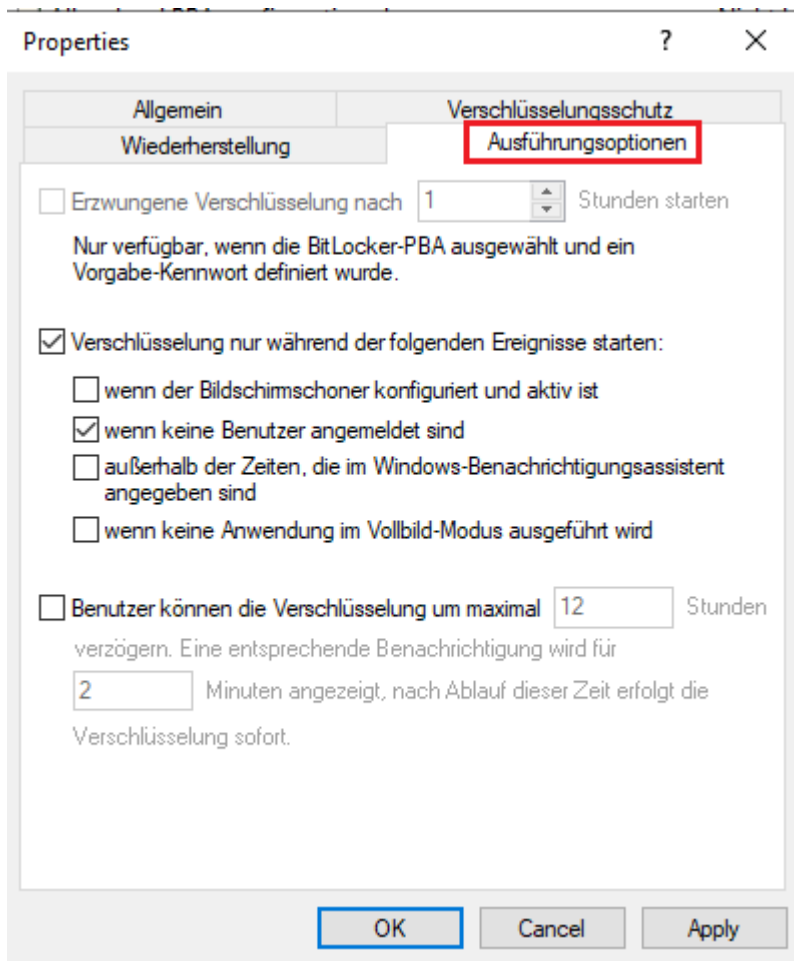 Properties
?
Allgemein
Verschlüsselungsschutz
Wiederherstellung
Ausführungsoptionen
Erzwungene Verschlüsselung nach 1 Stunden starten
Nur verfügbar, wenn die BitLocker-PBA ausgewählt und ein
Vorgabe-Kennwort definiert wurde.
Verschlüsselung nur während der folgenden Ereignisse starten:
wenn der Bildschirmschoner konfiguriert und aktiv ist
wenn keine Benutzer angemeldet sind
außerhalb der Zeiten, die im Windows-Benachrichtigungsassistent
angegeben sind
wenn keine Anwendung im Vollbild-Modus ausgeführt wird
Benutzer können die Verschlüsselung um maximal 12 Stunden
verzögern. Eine entsprechende Benachrichtigung wird für
2 Minuten angezeigt, nach Ablauf dieser Zeit erfolgt die
Verschlüsselung sofort.
OK
Cancel
Apply